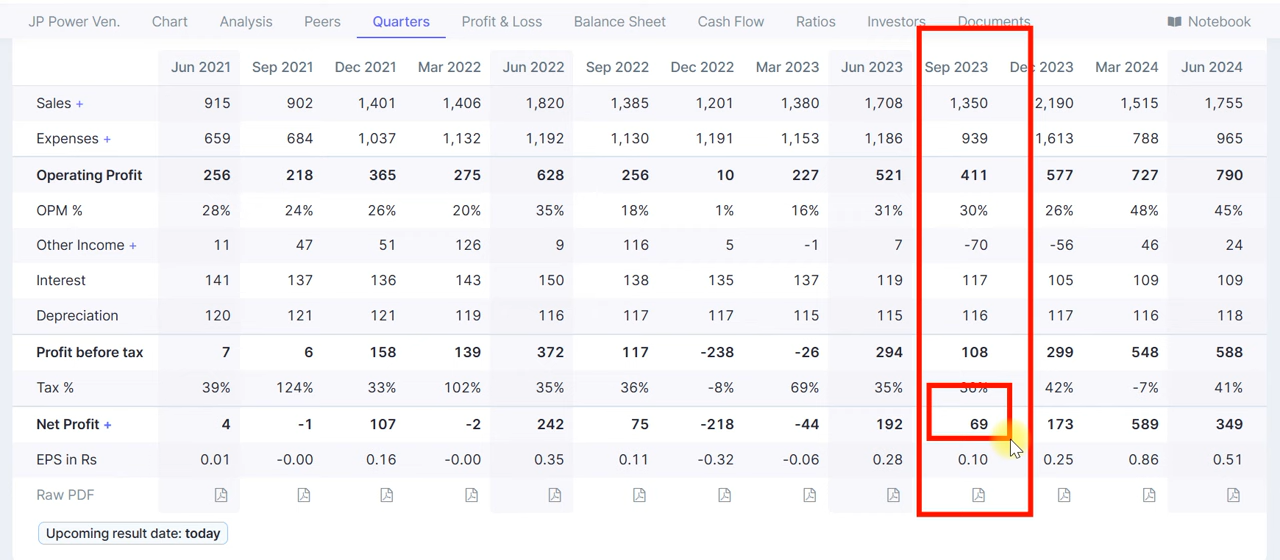 JP Power Ven. Chart Analysis Peers Quarters Profit & Loss Balance Sheet Cash Flow Ratios Investors Documents Notebook
Jun 2021 Sep 2021 Dec 2021 Mar 2022 Jun 2022 Sep 2022 Dec 2022 Mar 2023 Jun 2023 Sep 2023 Dec 2023 Mar 2024 Jun 2024
Sales + 915 902 1,401 1,406 1,820 1,385 1,201 1,380 1,708 1,350 2,190 1,515 1,755
Expenses + 659 684 1,037 1,132 1,192 1,130 1,191 1,153 1,186 939 1,613 788 965
Operating Profit 256 218 365 275 628 256 10 227 521 411 577 727 790
OPM % 28% 24% 26% 20% 35% 18% 1% 16% 31% 30% 26% 48% 45%
Other Income + 11 47 51 126 9 116 5 -1 7 -70 -56 46 24
Interest 141 137 136 143 150 138 135 137 119 117 105 109 109
Depreciation 120 121 121 119 116 117 117 115 115 116 117 116 118
Profit before tax 7 6 158 139 372 117 -238 -26 294 108 299 548 588
Tax % 39% 124% 33% 102% 35% 36% -8% 69% 35% 42% -7% 41%
Net Profit + 4 -1 107 -2 242 75 -218 -44 192 69 173 589 349
EPS in Rs 0.01 0.16 -0.00 0.35 0.11 -0.32 -0.06 0.28 0.10 0.25 0.86 0.51
Raw PDF
Upcoming result date: today